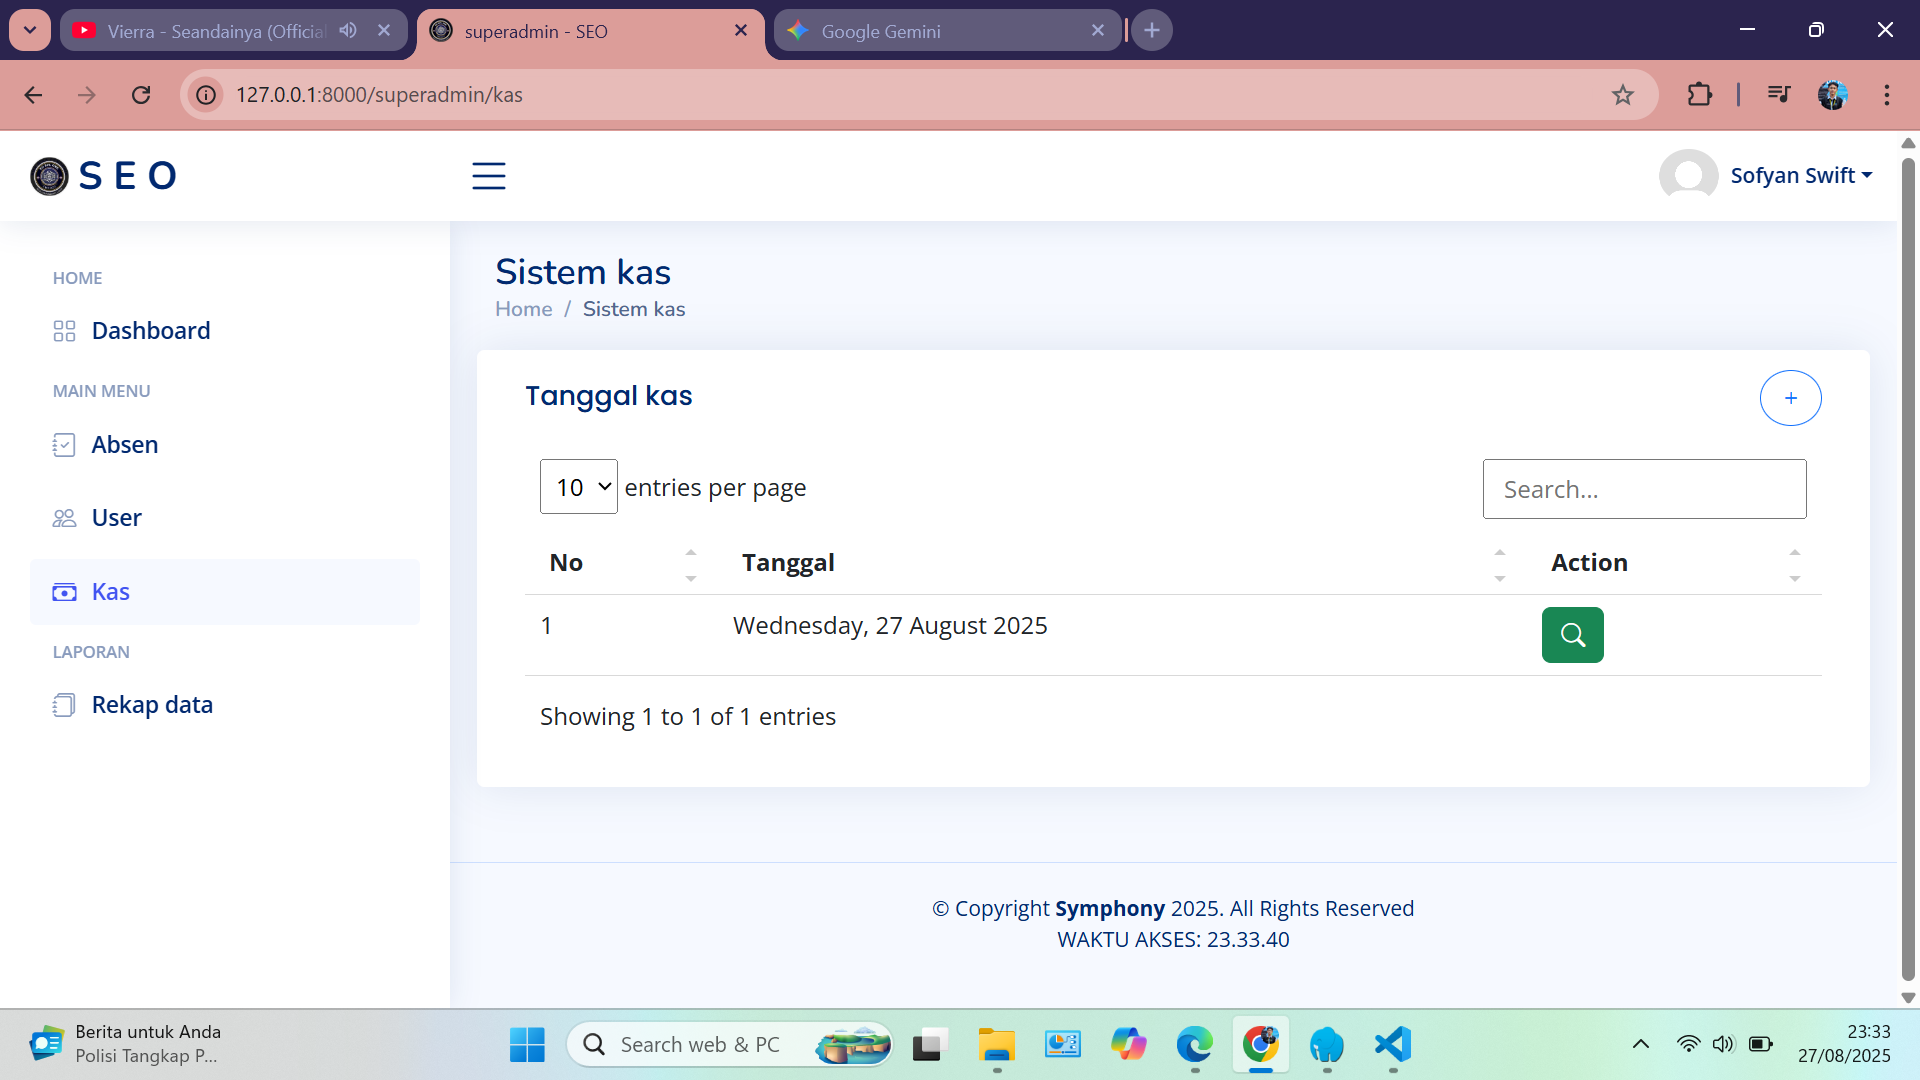 Vierra - Seandainya (Official
superadmin - SEO
Google Gemini
127.0.0.1:8000/superadmin/kas
S E O
Sofyan Swift
HOME
Dashboard
MAIN MENU
Absen
User
Kas
LAPORAN
Rekap data
Sistem kas
Home / Sistem kas
Tanggal kas
+
10 entries per page
Search...
No Tanggal Action
1 Wednesday, 27 August 2025
Showing 1 to 1 of 1 entries
© Copyright Symphony 2025. All Rights Reserved
WAKTU AKSES: 23.33.40
Berita untuk Anda
Polisi Tangkap P...
Search web & PC
23:33
27/08/2025